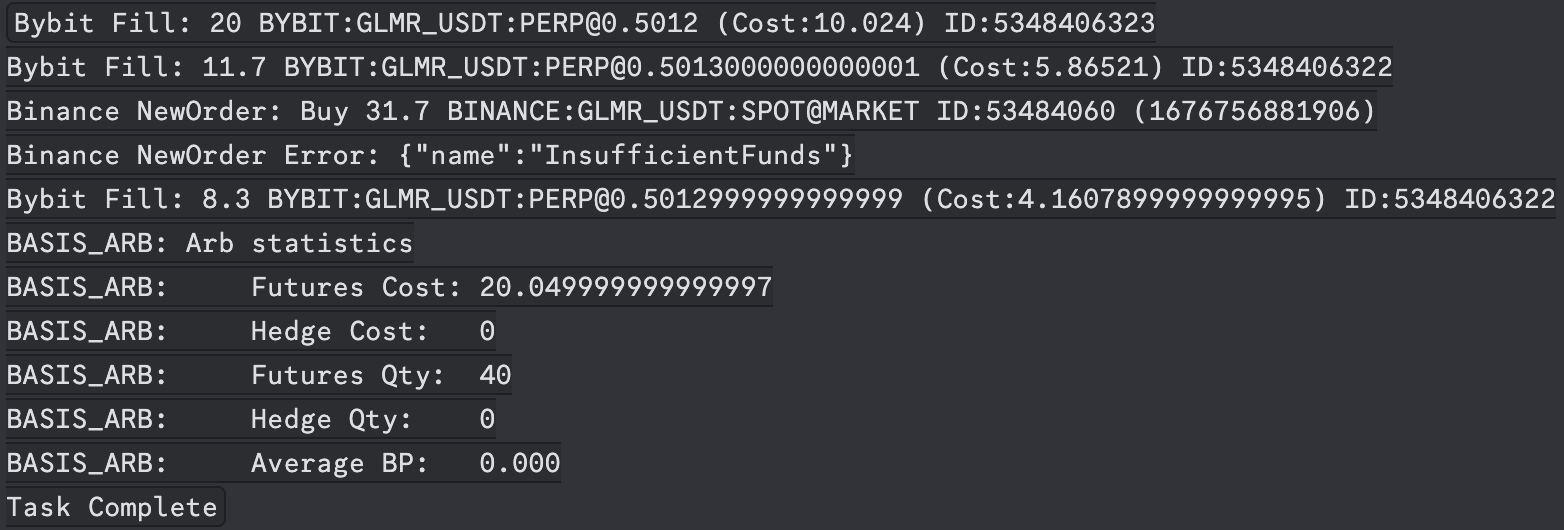 Bybit Fill: 20 BYBIT:GLMR_USDT:PERP@0.5012 (Cost:10.024) ID:5348406323
Bybit Fill: 11.7 BYBIT:GLMR_USDT:PERP@0.5013000000000001 (Cost:5.86521) ID:5348406322
Binance NewOrder: Buy 31.7 BINANCE:GLMR_USDT:SPOT@MARKET ID:53484060 (1676756881906)
Binance NewOrder Error: {"name":"InsufficientFunds"}
Bybit Fill: 8.3 BYBIT:GLMR_USDT:PERP@0.5012999999999999 (Cost:4.1607899999999995) ID:5348406322
BASIS_ARB: Arb statistics
BASIS_ARB:     Futures Cost: 20.049999999999997
BASIS_ARB:     Hedge Cost:   0
BASIS_ARB:     Futures Qty:  40
BASIS_ARB:     Hedge Qty:    0
BASIS_ARB:     Average BP:   0.000
Task Complete